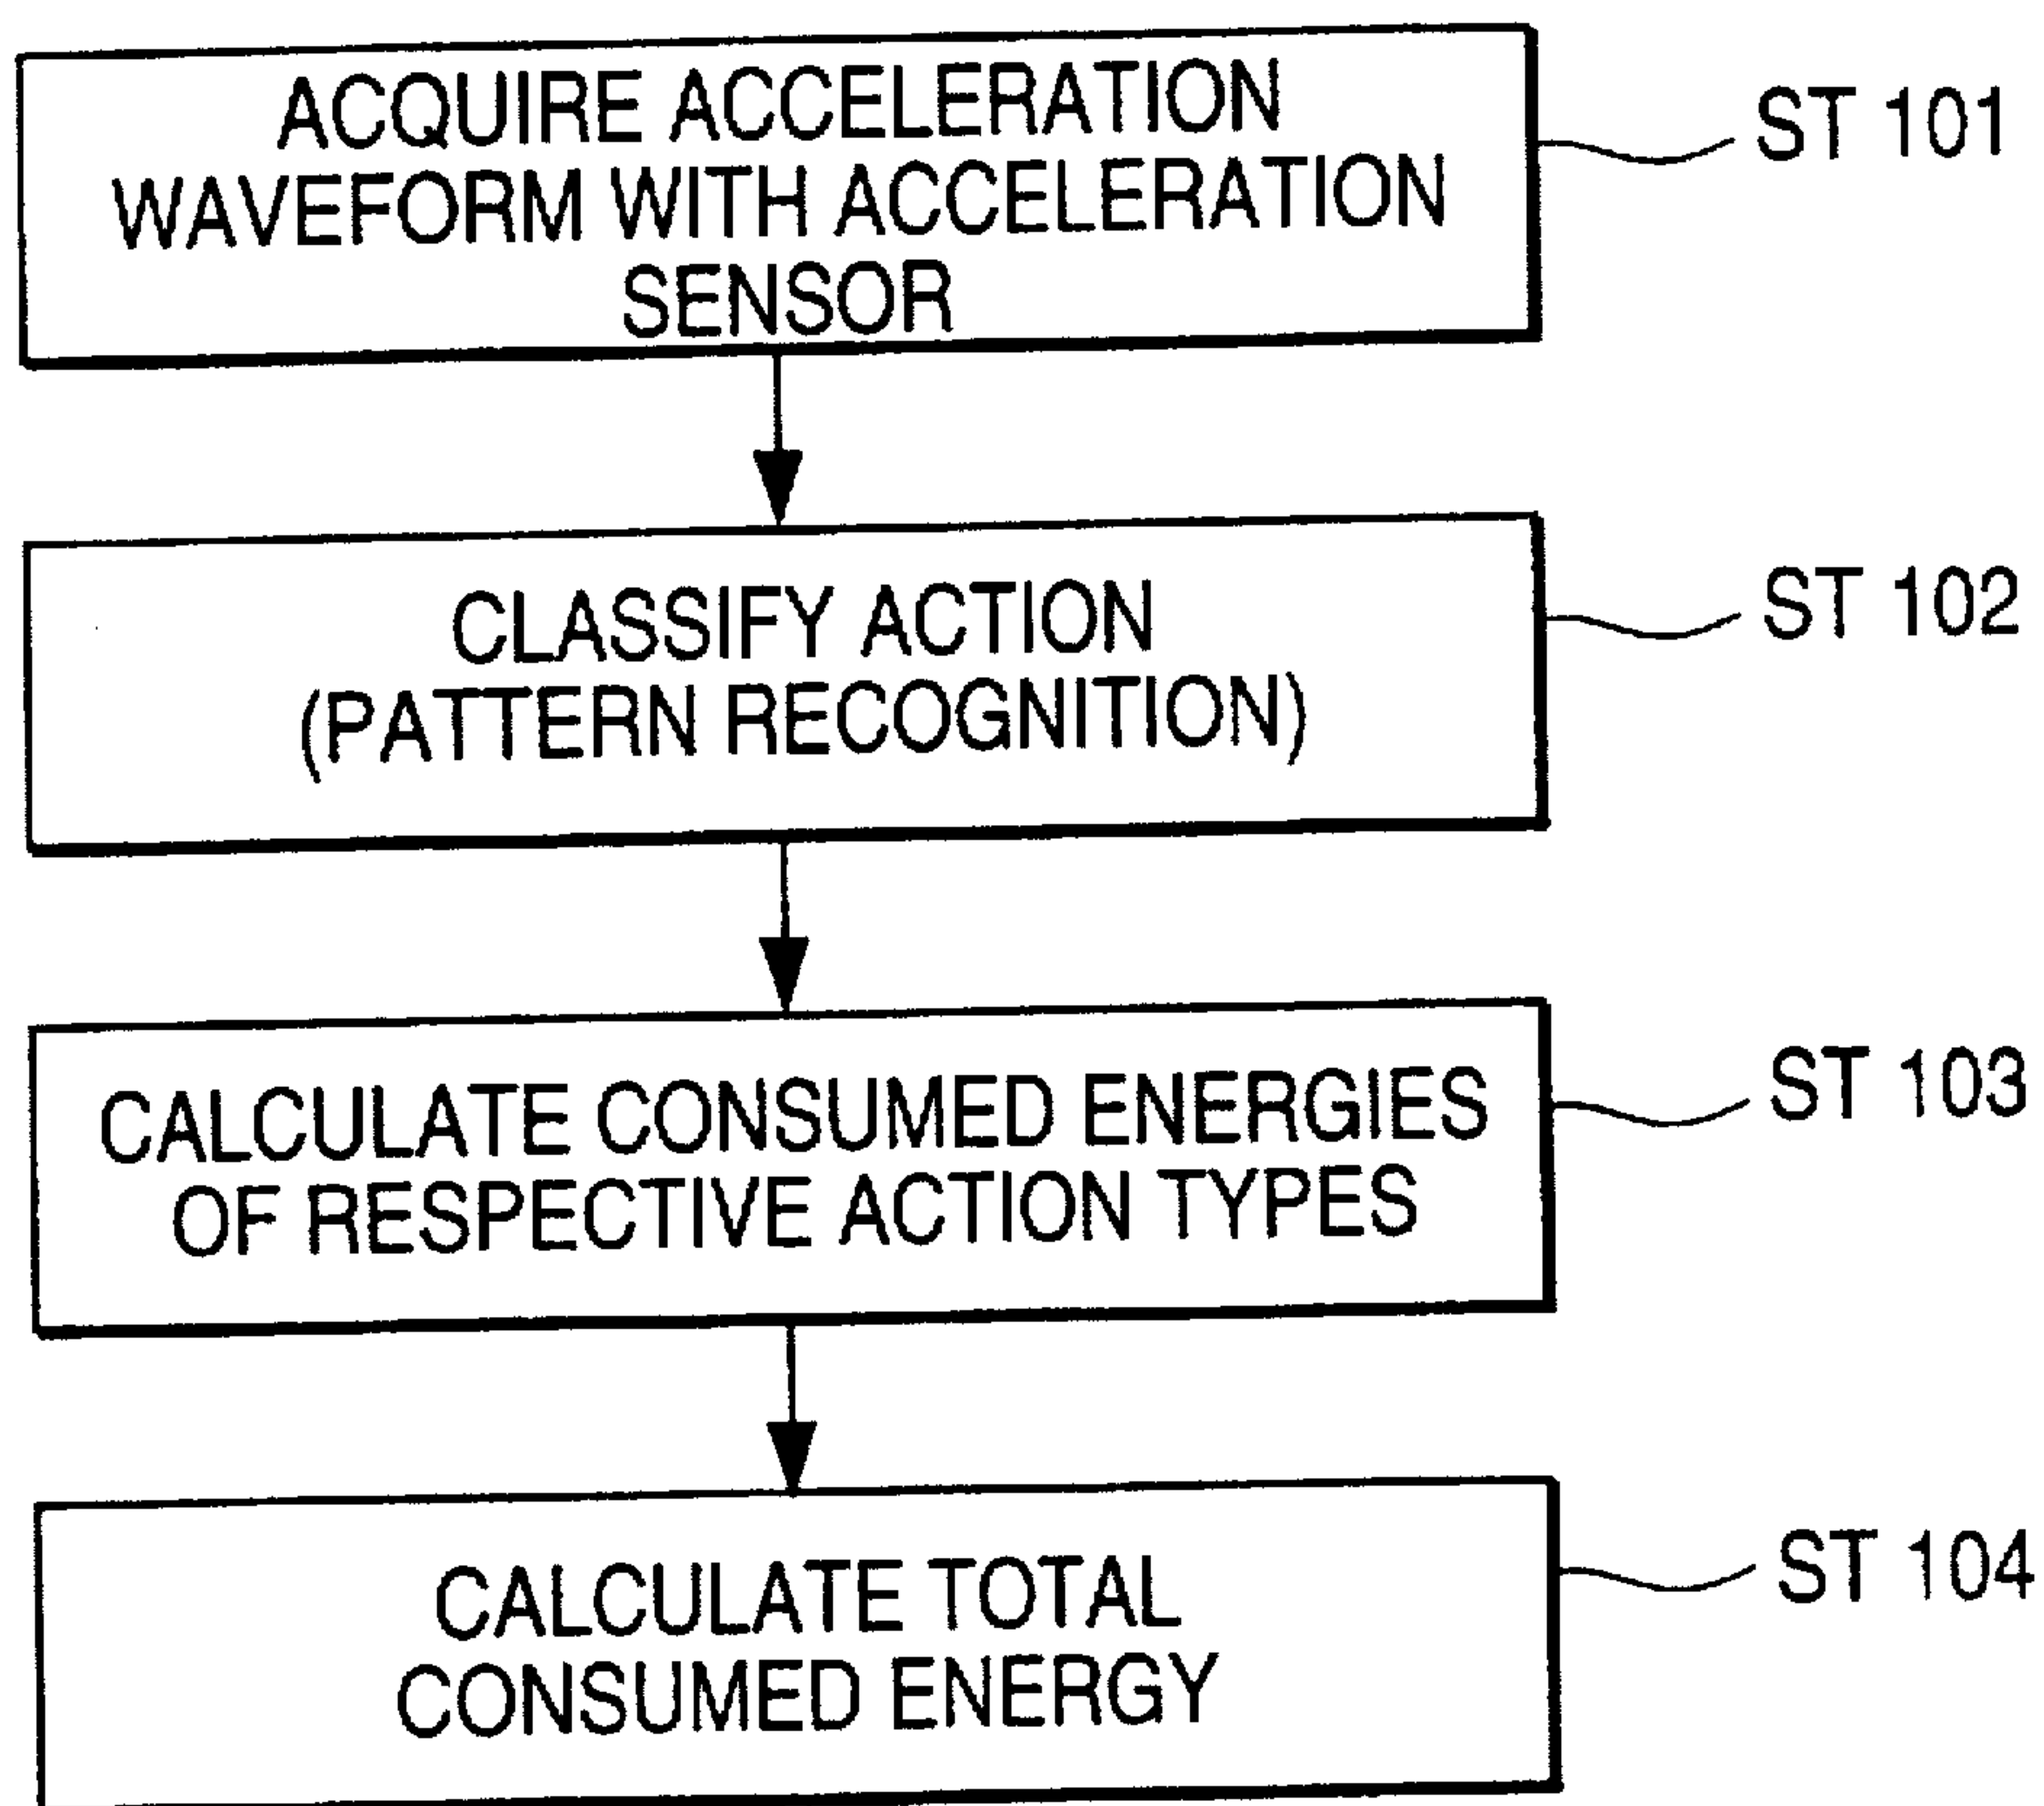 ACQUIRE ACCELERATION
WAVEFORM WITH ACCELERATION
SENSOR
ST 101
CLASSIFY ACTION
(PATTERN RECOGNITION)
ST 102
CALCULATE CONSUMED ENERGIES
OF RESPECTIVE ACTION TYPES
ST 103
CALCULATE TOTAL
CONSUMED ENERGY
ST 104